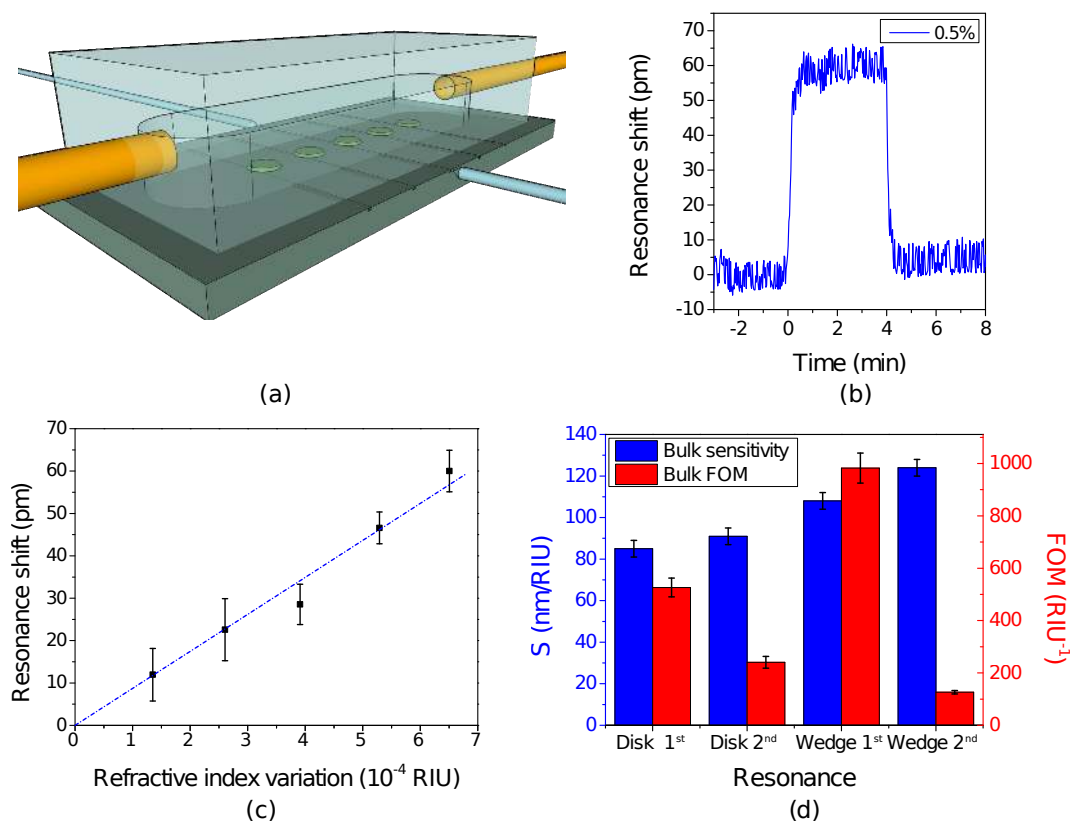 70
60
50
40
30
20
10
0
-10
Resonance shift (pm)
0.5%
-2 0 2 4 6 8
Time (min)
(a)
(b)
70
60
50
40
30
20
10
0
Resonance shift (pm)
0 1 2 3 4 5 6 7
Refractive index variation (10⁻⁴ RIU)
(c)
140
120
100
80
60
40
20
0
S (nm/RIU)
Bulk sensitivity
Bulk FOM
1000
800
600
400
200
0
FOM (RIU⁻¹)
Disk 1ˢᵗ Disk 2ⁿᵈ Wedge 1ˢᵗ Wedge 2ⁿᵈ
Resonance
(d)